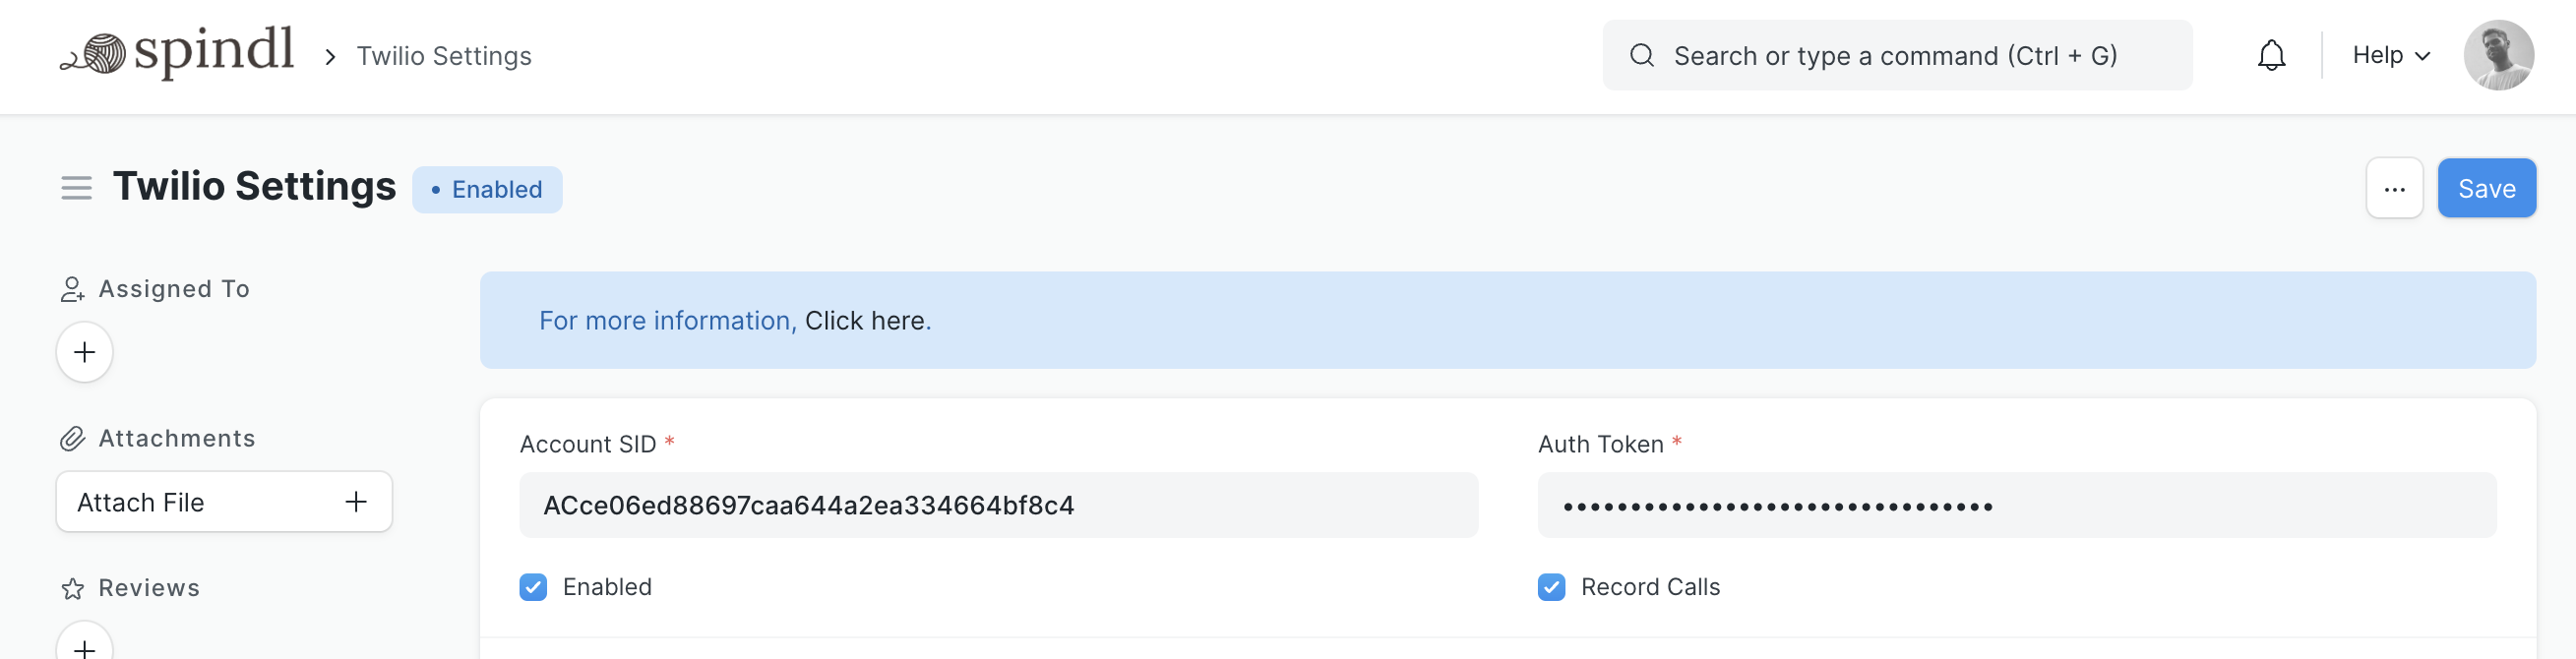 spindl > Twilio Settings
Search or type a command (Ctrl + G)
Help
Twilio Settings
• Enabled
...
Save
Assigned To
For more information, Click here.
Attachments
Attach File
Account SID *
ACce06ed88697caa644a2ea334664bf8c4
Auth Token *
••••••••••••••••••••••••••••••••
Enabled
Record Calls
Reviews